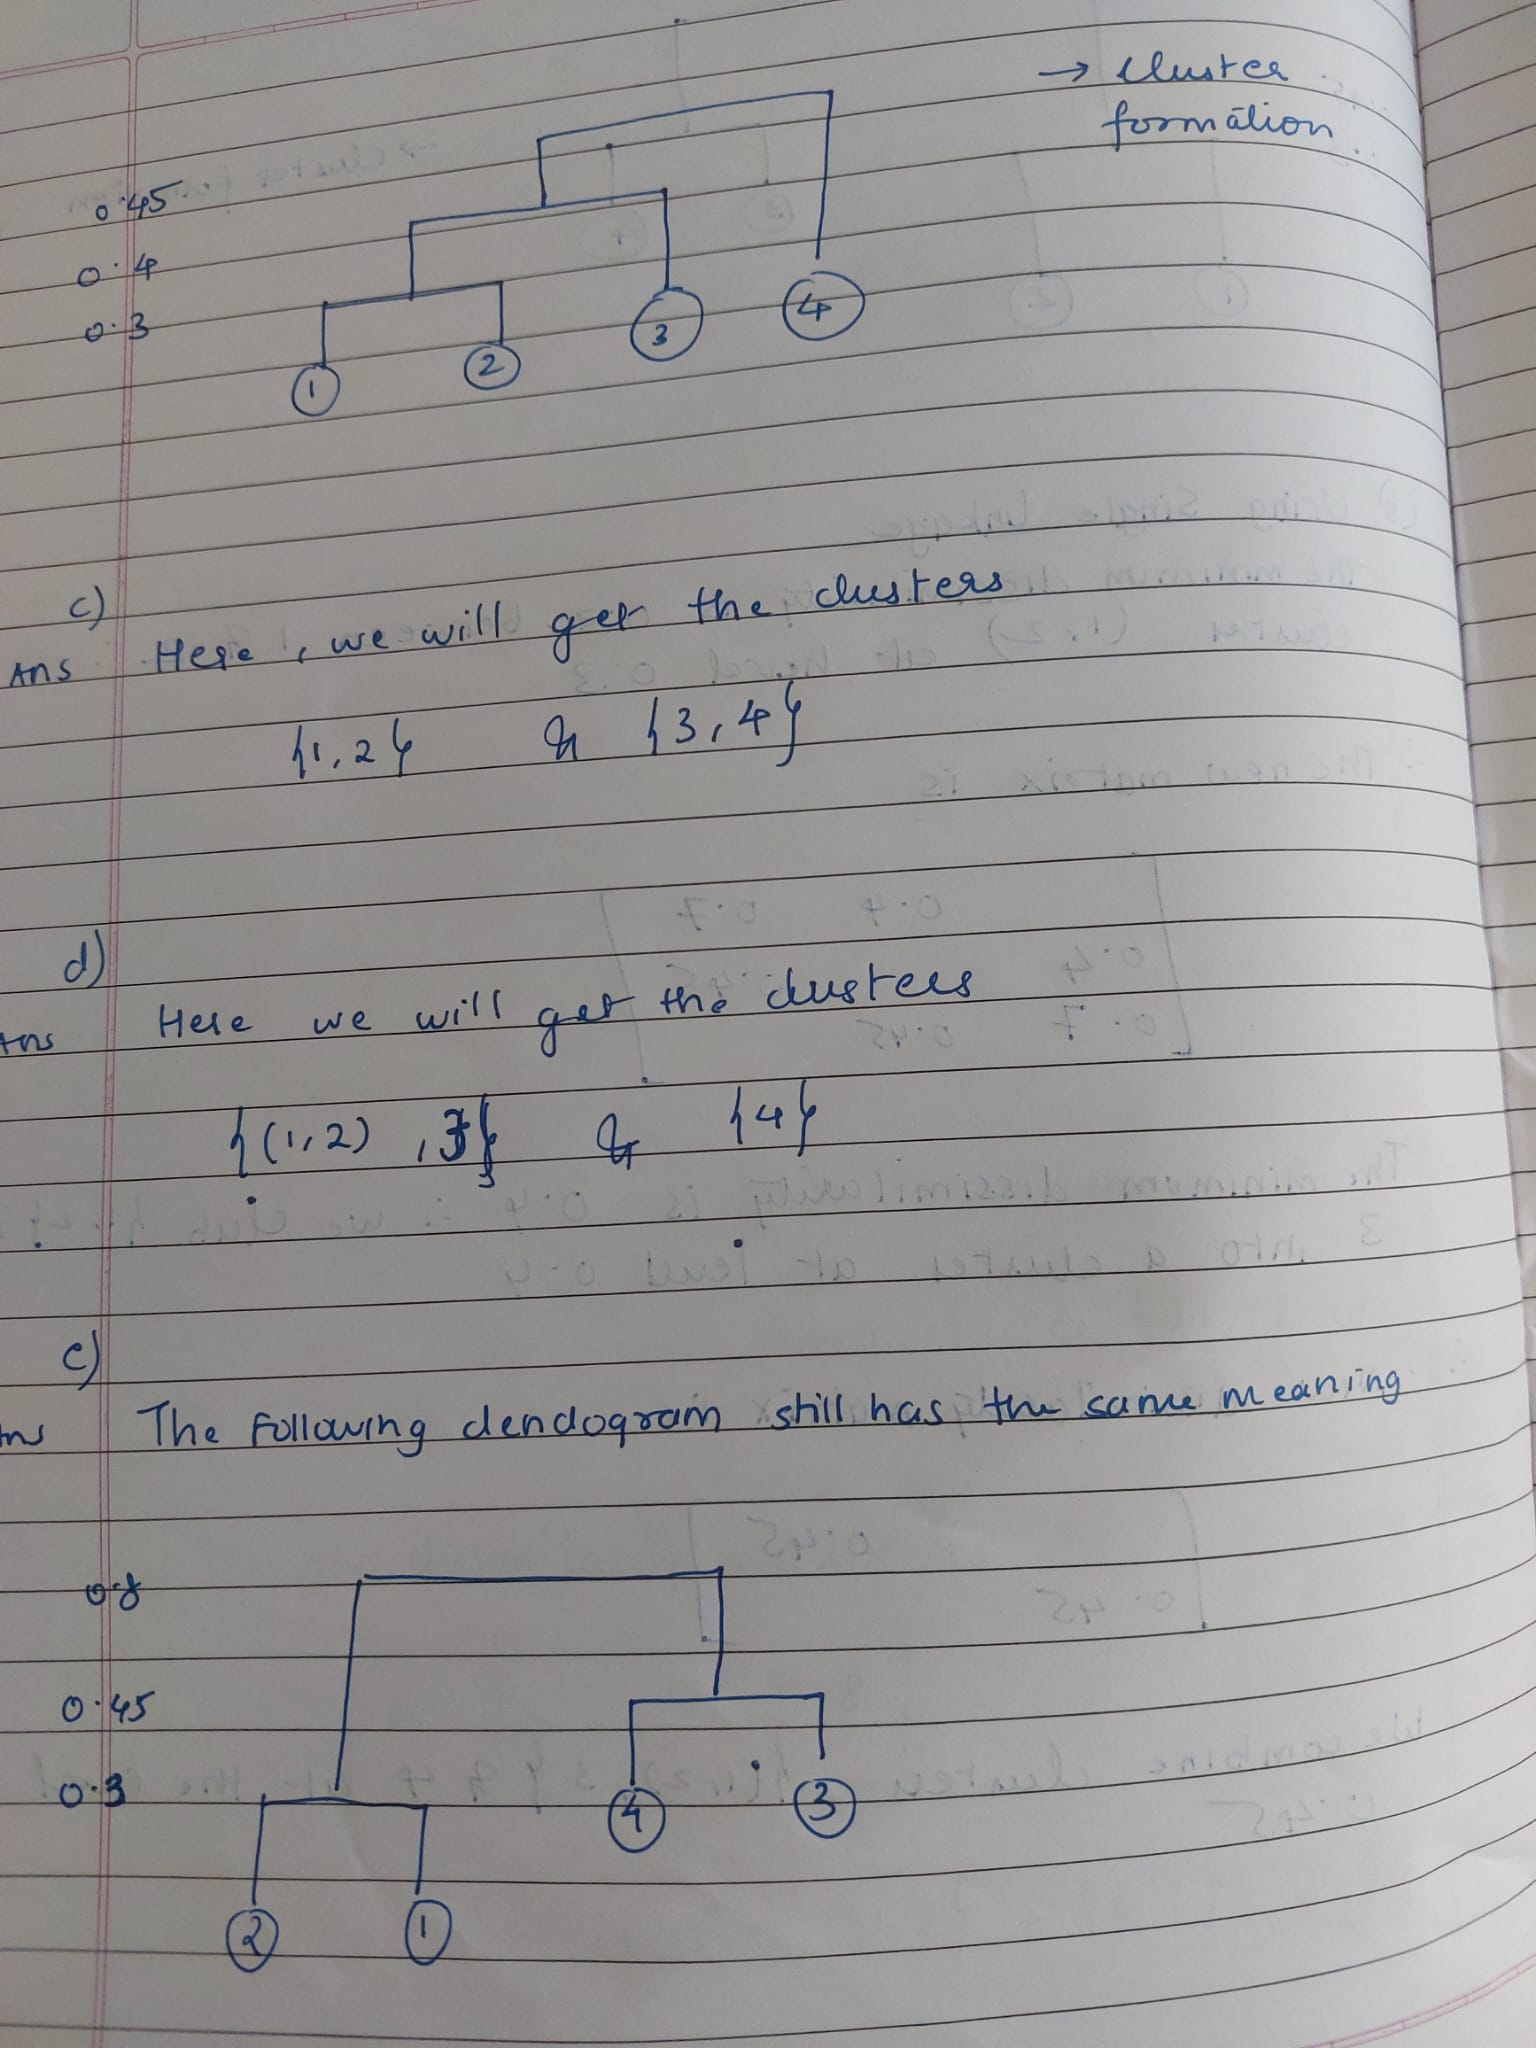 → Cluster
formation
0.45
0.4
0.3
1
2
3
4
c)
Ans Here, we will get the clusters
{1,2} & {3,4}
d)
Ans Here we will get the clusters
{(1,2),3} & {4}
e)
Ans The following dendogram still has the same meaning
0.8
0.45
0.3
4
3
2
1